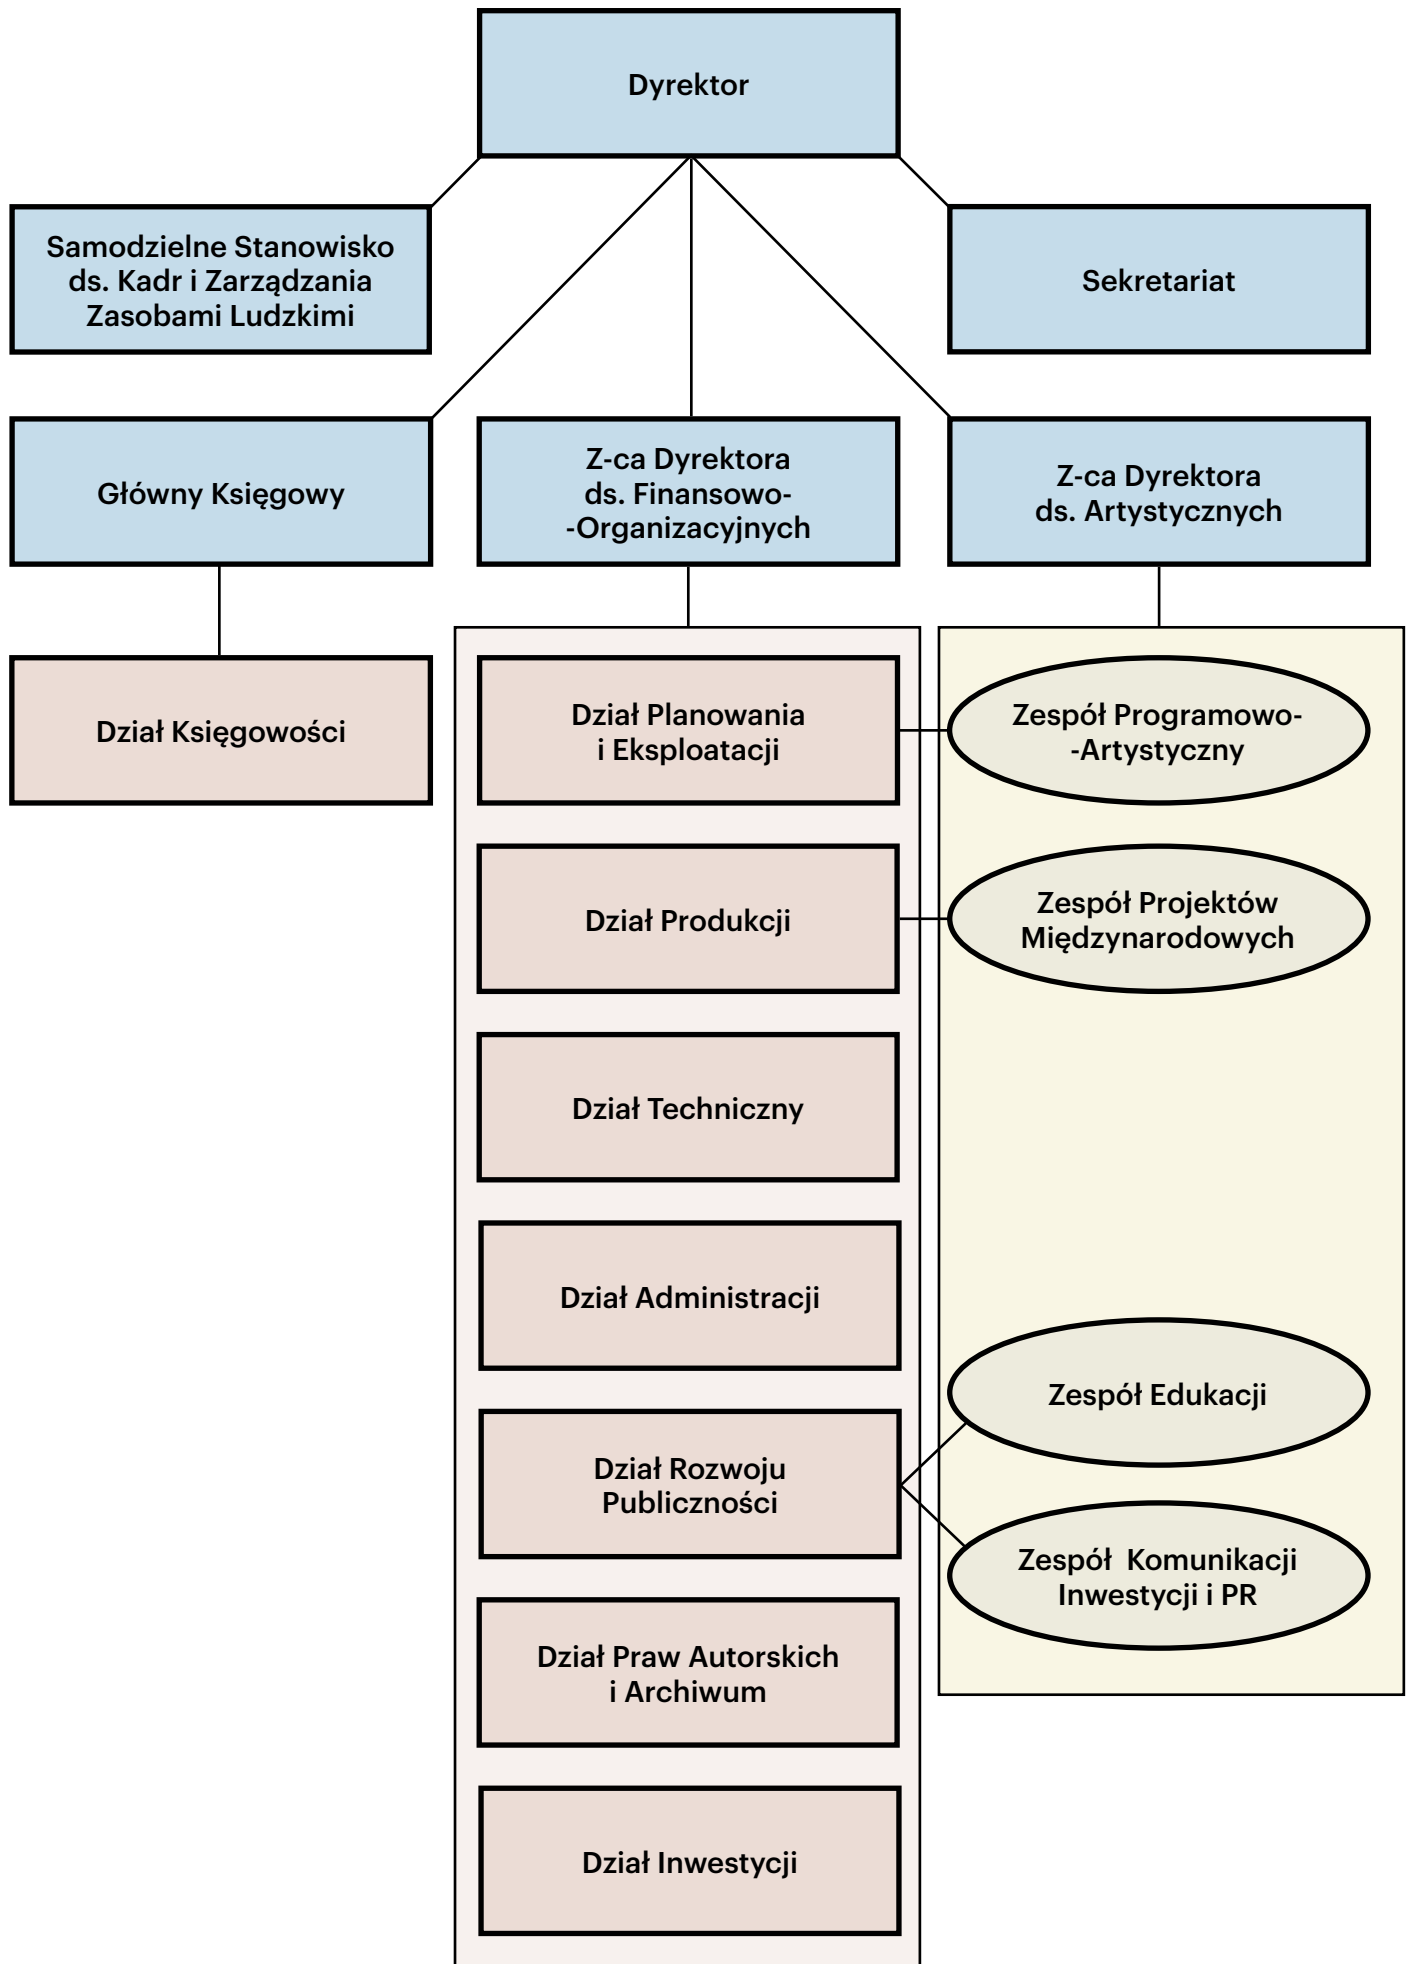 Dyrektor
Samodzielne Stanowisko
ds. Kadr i Zarządzania
Zasobami Ludzkimi
Sekretariat
Główny Księgowy
Z-ca Dyrektora
ds. Finansowo-
-Organizacyjnych
Z-ca Dyrektora
ds. Artystycznych
Dział Księgowości
Dział Planowania
i Eksploatacji
Zespół Programowo-
-Artystyczny
Dział Produkcji
Zespół Projektów
Międzynarodowych
Dział Techniczny
Dział Administracji
Zespół Edukacji
Dział Rozwoju
Publiczności
Zespół  Komunikacji
Inwestycji i PR
Dział Praw Autorskich
i Archiwum
Dział Inwestycji